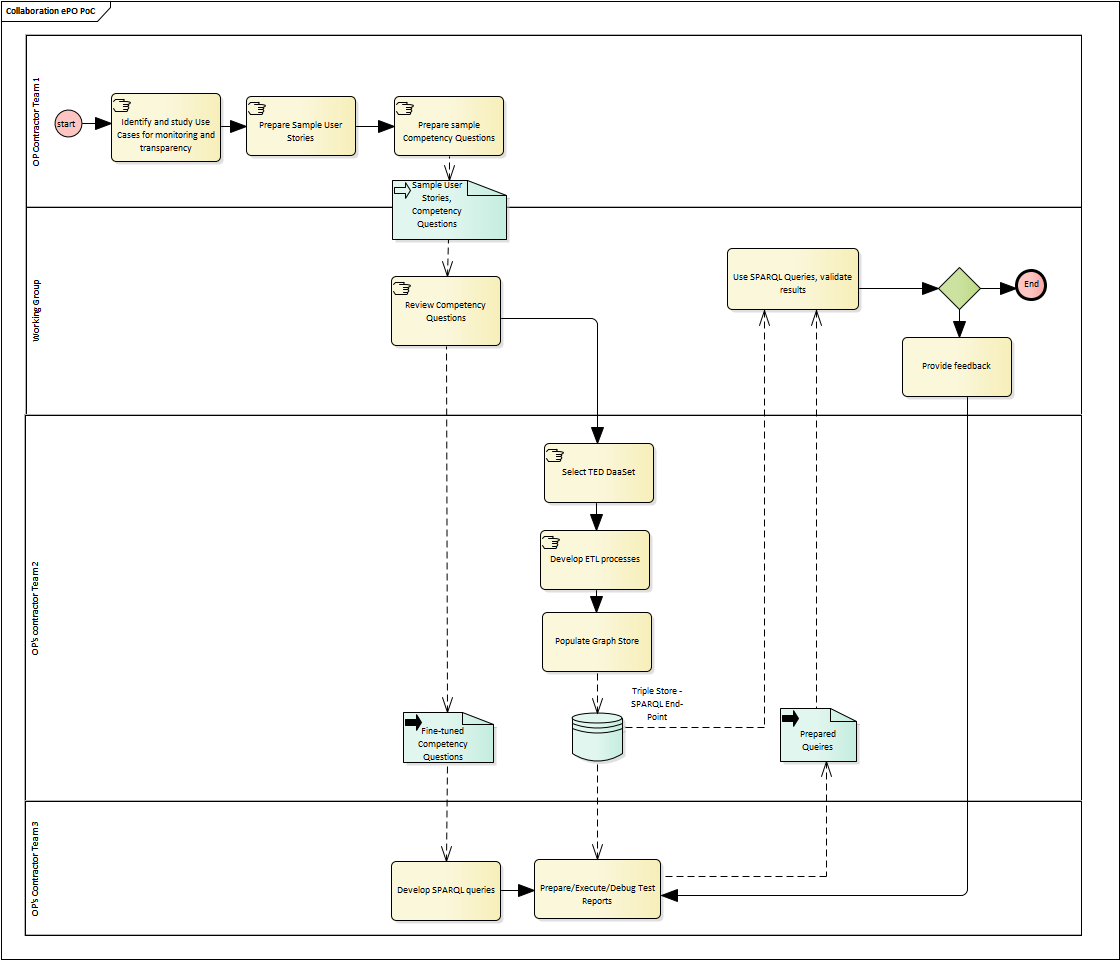 Collaboration ePO PoC
OP Contractor Team 1
start
Identify and study Use
Cases for monitoring and
transparency
Prepare Sample User
Stories
Prepare sample
Competency Questions
Sample User
Stories,
Competency
Questions
Working Group
Review Competency
Questions
Use SPARQL Queries, validate
results
End
Provide feedback
OP's contractor Team 2
Select TED DaaSet
Develop ETL processes
Populate Graph Store
Triple Store -
SPARQL End-
Point
Fine-tuned
Competency
Questions
Prepared
Queires
OP's Contractor Team 3
Develop SPARQL queries
Prepare/Execute/Debug Test
Reports